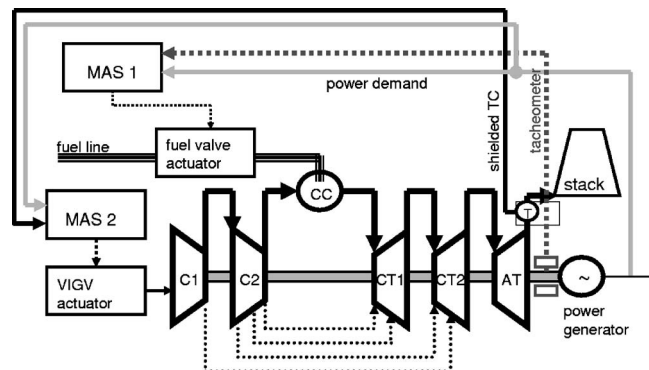 MAS 1
power demand
tacheometer
shielded TC
fuel line
fuel valve
actuator
CC
stack
T
MAS 2
VIGV
actuator
C1
C2
CT1
CT2
AT
~
power
generator